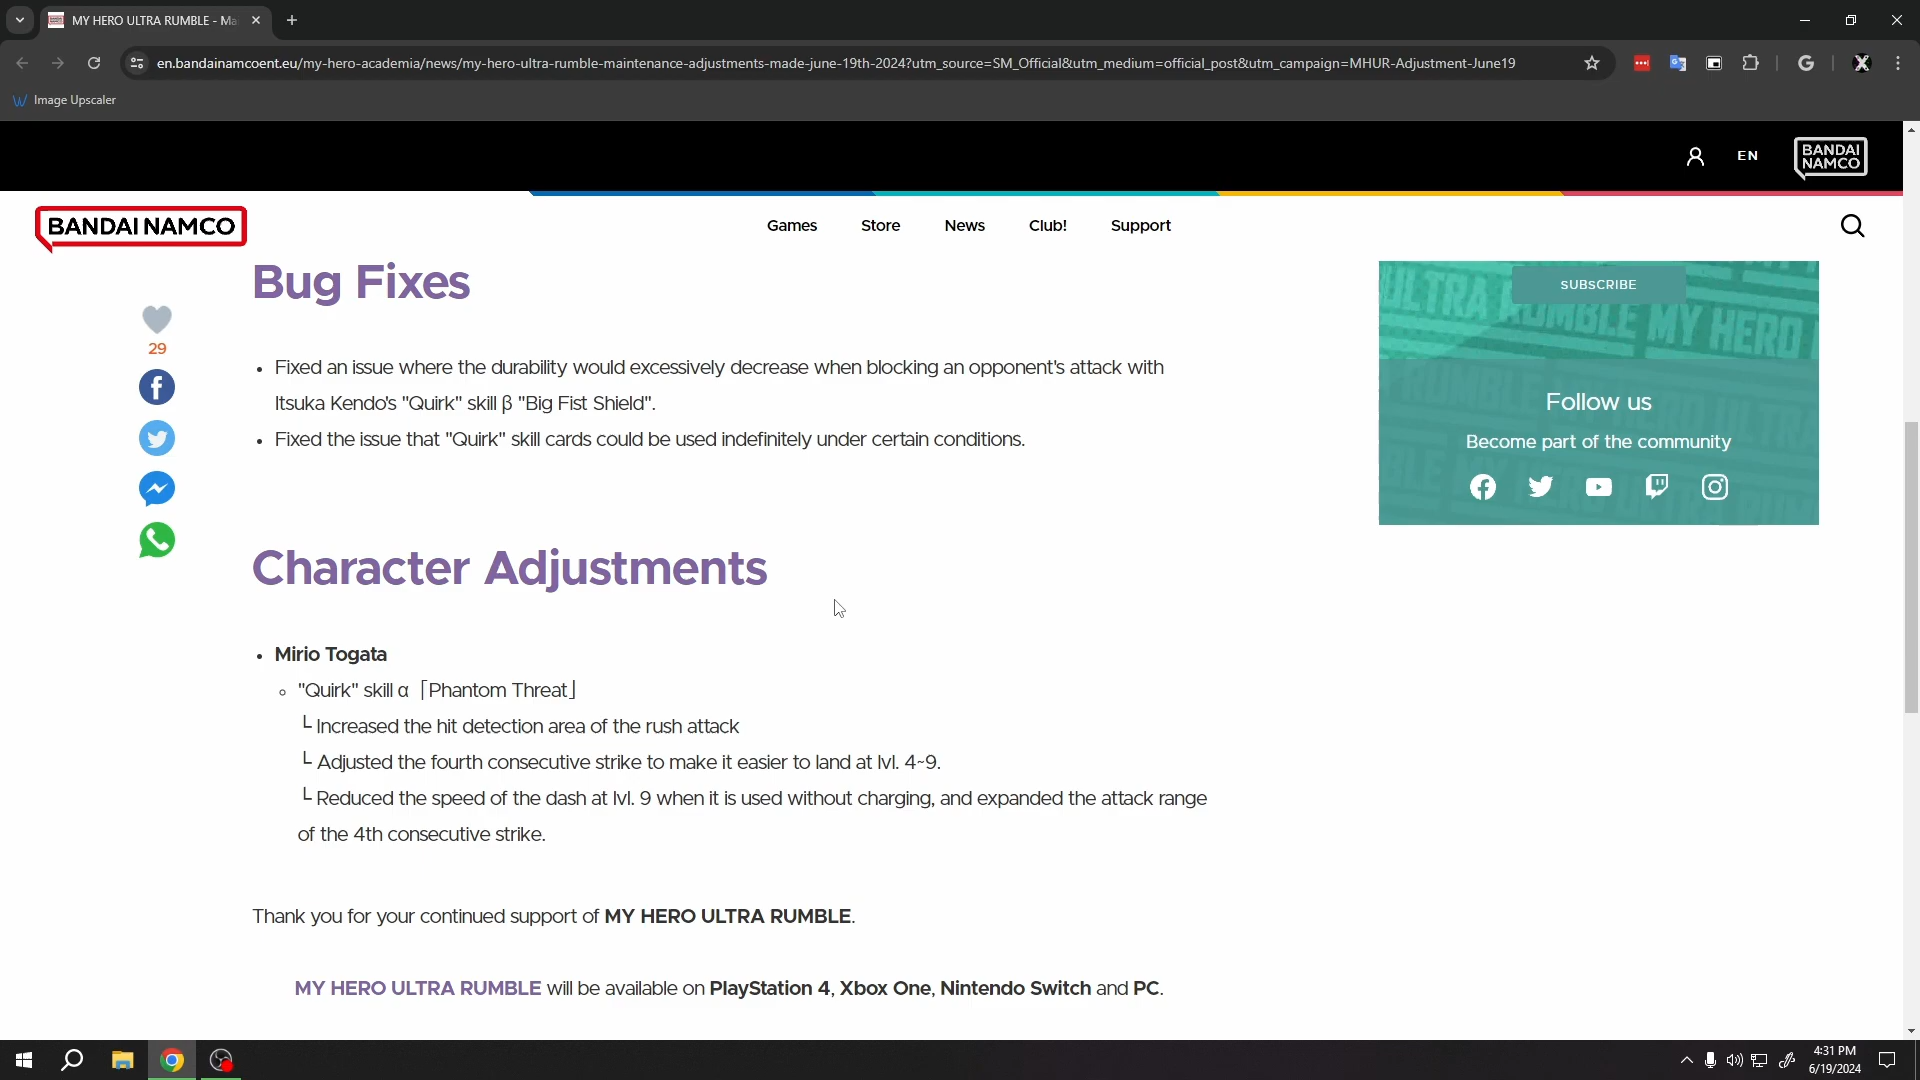 MY HERO ULTRA RUMBLE - Ma
en.bandainamcoent.eu/my-hero-academia/news/my-hero-ultra-rumble-maintenance-adjustments-made-june-19th-2024?utm_source=SM_Official&utm_medium=official_post&utm_campaign=MHUR-Adjustment-June19
Image Upscaler
EN
BANDAI
NAMCO
BANDAI NAMCO
Games Store News Club! Support
Bug Fixes
29
• Fixed an issue where the durability would excessively decrease when blocking an opponent's attack with
Itsuka Kendo's "Quirk" skill β "Big Fist Shield".
• Fixed the issue that "Quirk" skill cards could be used indefinitely under certain conditions.
SUBSCRIBE
Follow us
Become part of the community
Character Adjustments
• Mirio Togata
○ "Quirk" skill α「Phantom Threat」
└ Increased the hit detection area of the rush attack
└ Adjusted the fourth consecutive strike to make it easier to land at lvl. 4~9.
└ Reduced the speed of the dash at lvl. 9 when it is used without charging, and expanded the attack range
of the 4th consecutive strike.
Thank you for your continued support of MY HERO ULTRA RUMBLE.
MY HERO ULTRA RUMBLE will be available on PlayStation 4, Xbox One, Nintendo Switch and PC.
4:31 PM
6/19/2024